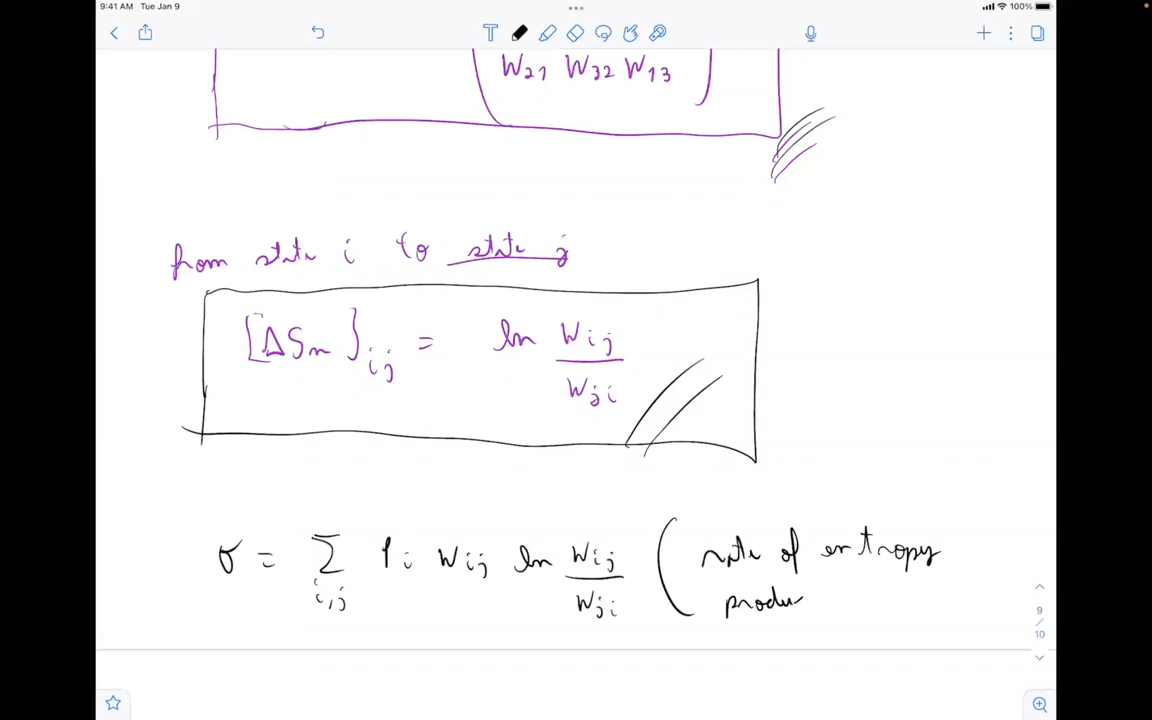 9:41 AM Tue Jan 9
100%
W21 W32 W13
from state i to state j
[ΔSm]ij = ln Wij / Wji
σ = Σi,j Pi Wij ln Wij / Wji (rate of entropy
produc
9
/
10